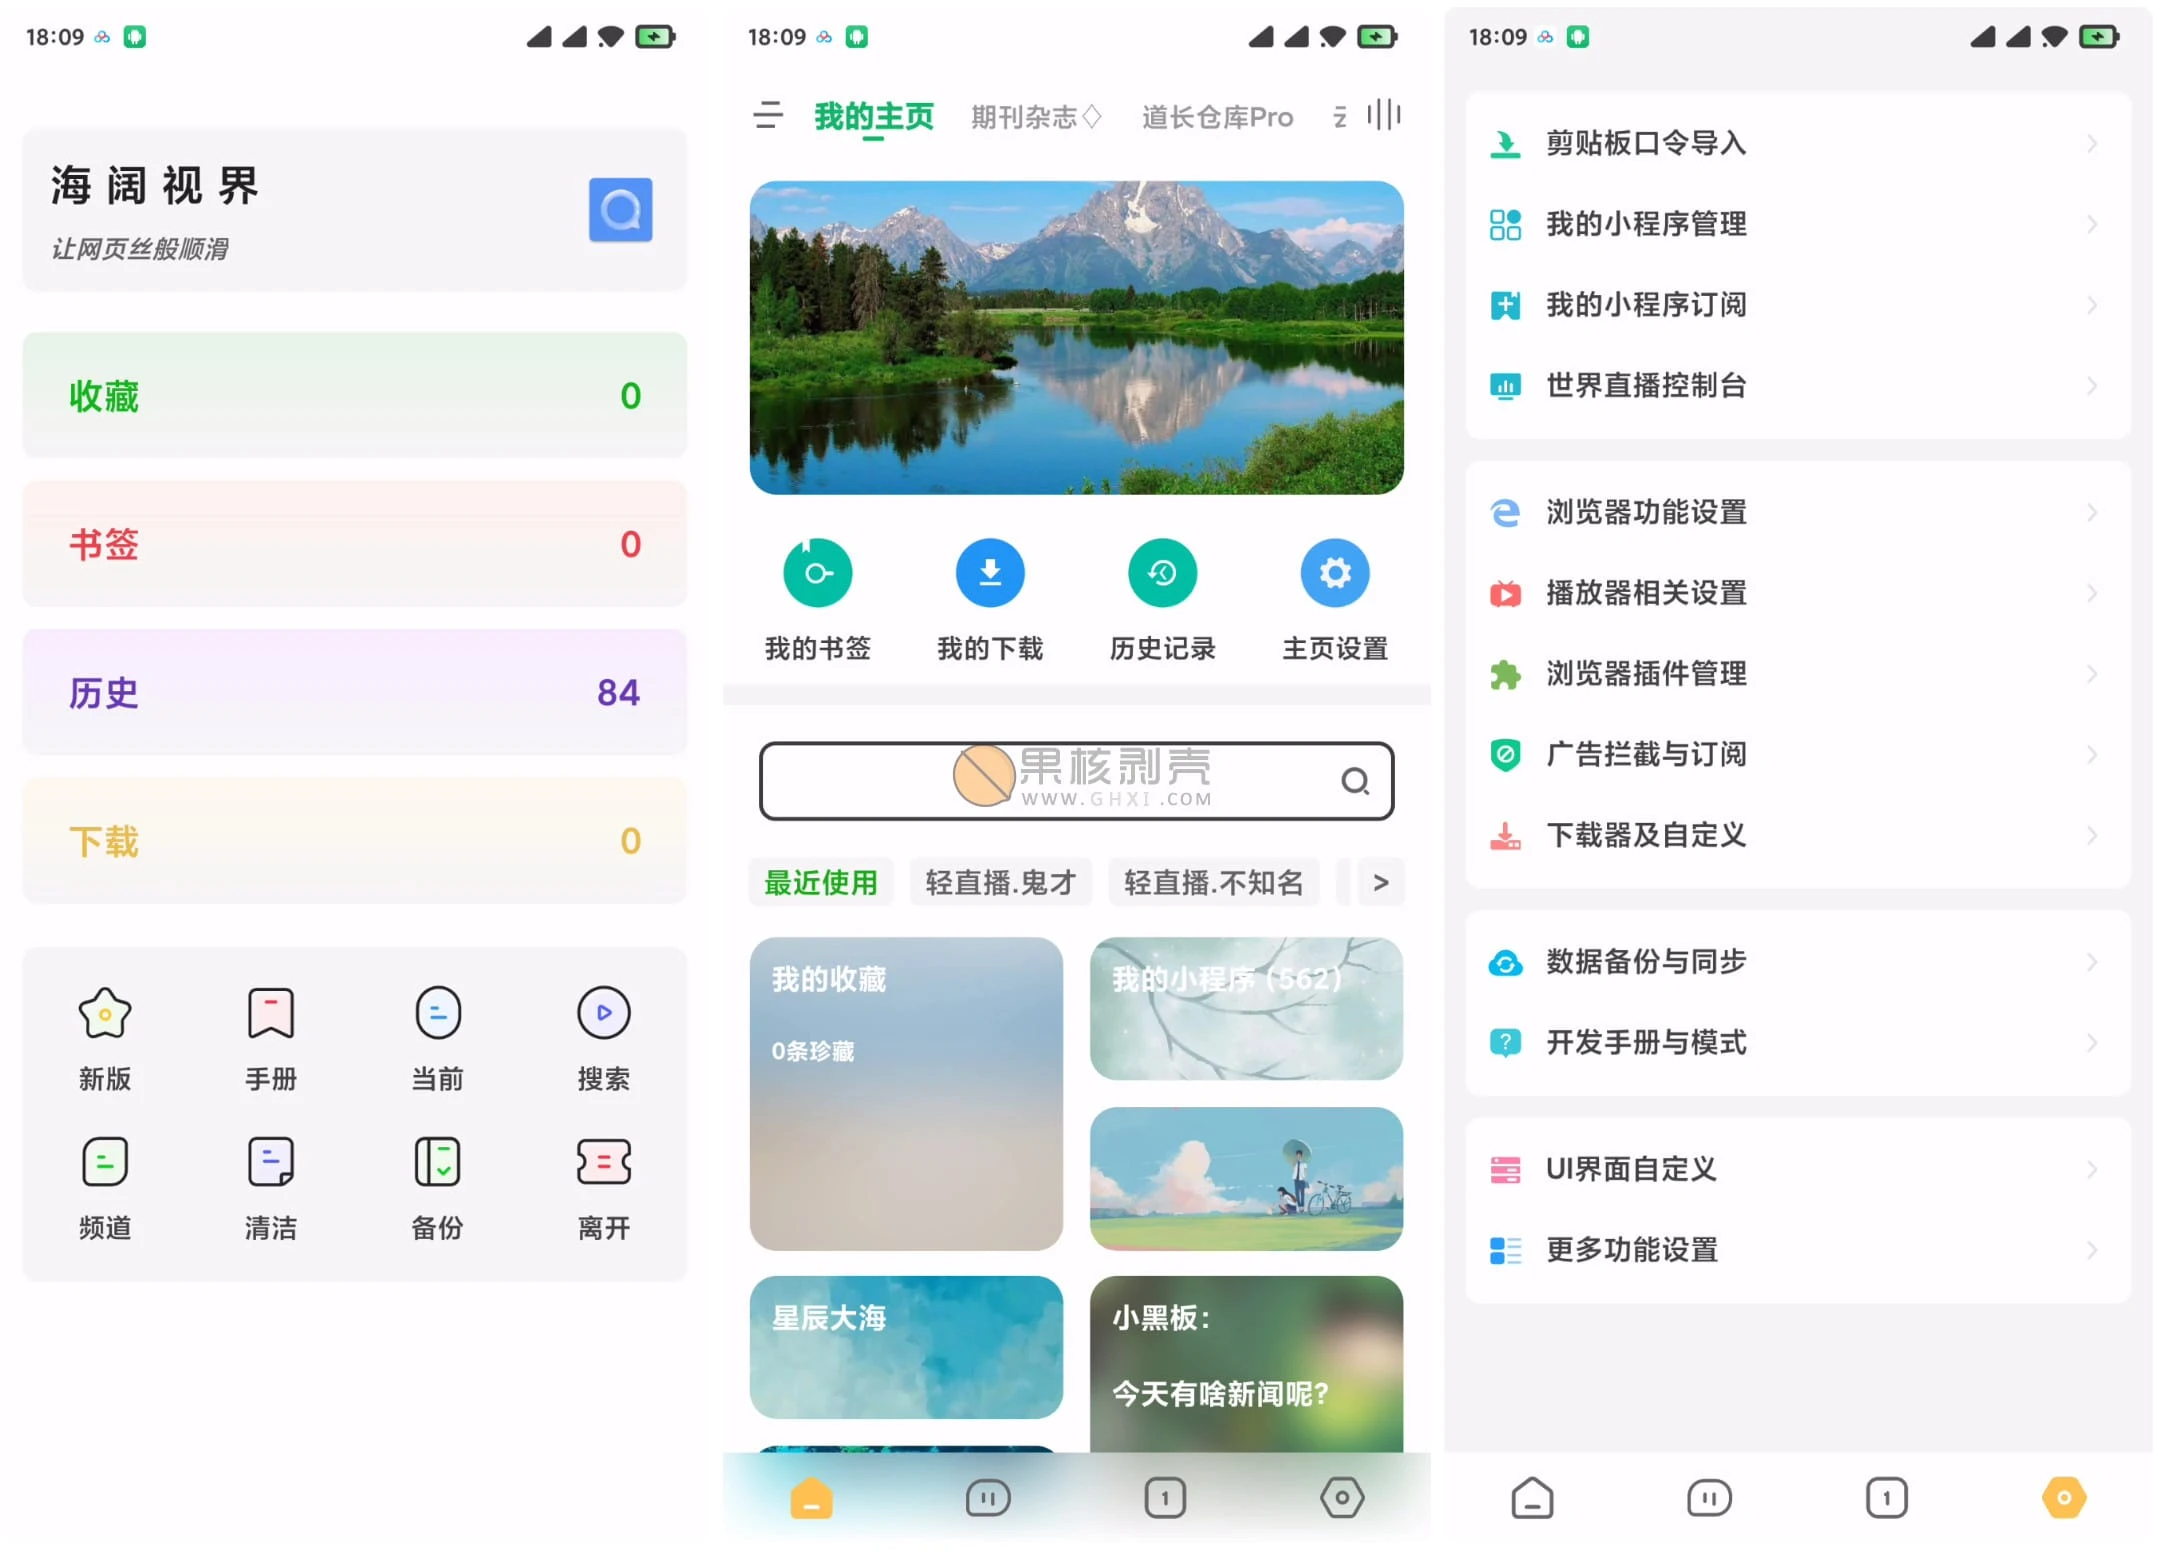 18:09
海阔视界
让网页丝般顺滑
收藏 0
书签 0
历史 84
下载 0
新版 手册 当前 搜索
频道 清洁 备份 离开
18:09
我的主页 期刊杂志♢ 道长仓库Pro
我的书签 我的下载 历史记录 主页设置
果核剥壳
WWW.GHXI.COM
最近使用 轻直播.鬼才 轻直播.不知名 >
我的收藏
0条珍藏
我的小程序 (562)
星辰大海
小黑板：
今天有啥新闻呢？
1
18:09
剪贴板口令导入
我的小程序管理
我的小程序订阅
世界直播控制台
浏览器功能设置
播放器相关设置
浏览器插件管理
广告拦截与订阅
下载器及自定义
数据备份与同步
开发手册与模式
UI界面自定义
更多功能设置
1